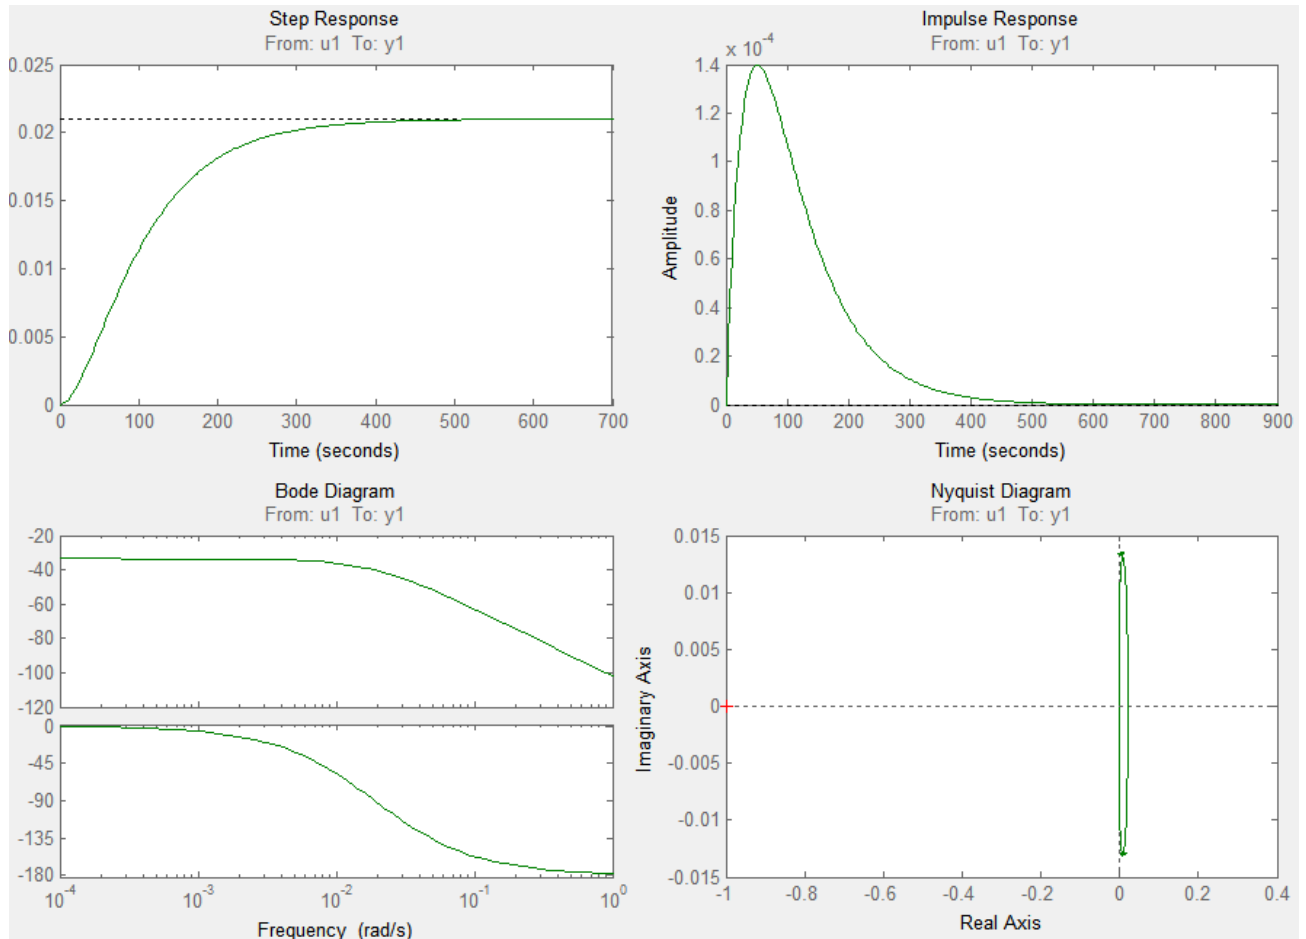 Step Response
From: u1 To: y1
0.025
0.02
0.015
0.01
0.005
0
0 100 200 300 400 500 600 700
Time (seconds)
Impulse Response
From: u1 To: y1
x 10^-4
1.4
1.2
1
0.8
0.6
0.4
0.2
0
Amplitude
0 100 200 300 400 500 600 700 800 900
Time (seconds)
Bode Diagram
From: u1 To: y1
-20
-40
-60
-80
-100
-120
0
-45
-90
-135
-180
10^-4 10^-3 10^-2 10^-1 10^0
Frequency (rad/s)
Nyquist Diagram
From: u1 To: y1
0.015
0.01
0.005
0
-0.005
-0.01
-0.015
Imaginary Axis
-1 -0.8 -0.6 -0.4 -0.2 0 0.2 0.4
Real Axis